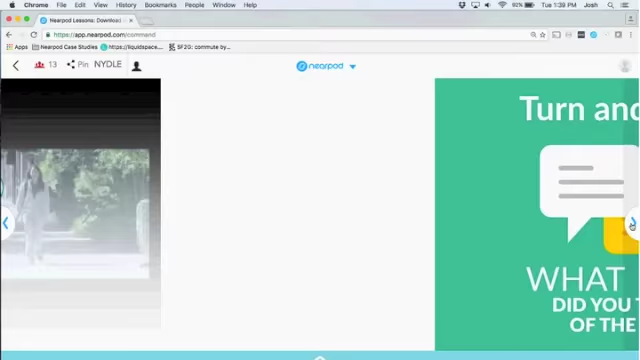 Chrome File Edit View History Bookmarks People Window Help
92% Tue 1:39 PM Josh
Nearpod Lessons: Download
https://app.nearpod.com/command
Apps Nearpod Case Studies https://liquidspace. SF2G: commute by
13 Pin NYDLE
nearpod
Turn and
WHAT
DID YOU
OF THE